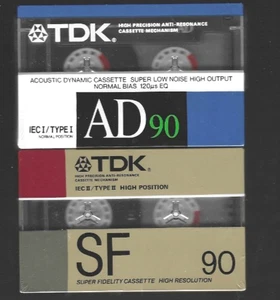 TDK
HIGH PRECISION ANTI-RESONANCE
CASSETTE-MECHANISM
ACOUSTIC DYNAMIC CASSETTE SUPER LOW NOISE HIGH OUTPUT
NORMAL BIAS 120µs EQ
IEC I/TYPE I
NORMAL POSITION
AD 90
TDK
HIGH PRECISION ANTI-RESONANCE
CASSETTE MECHANISM
IEC II/TYPE II HIGH POSITION
SF 90
SUPER FIDELITY CASSETTE HIGH RESOLUTION